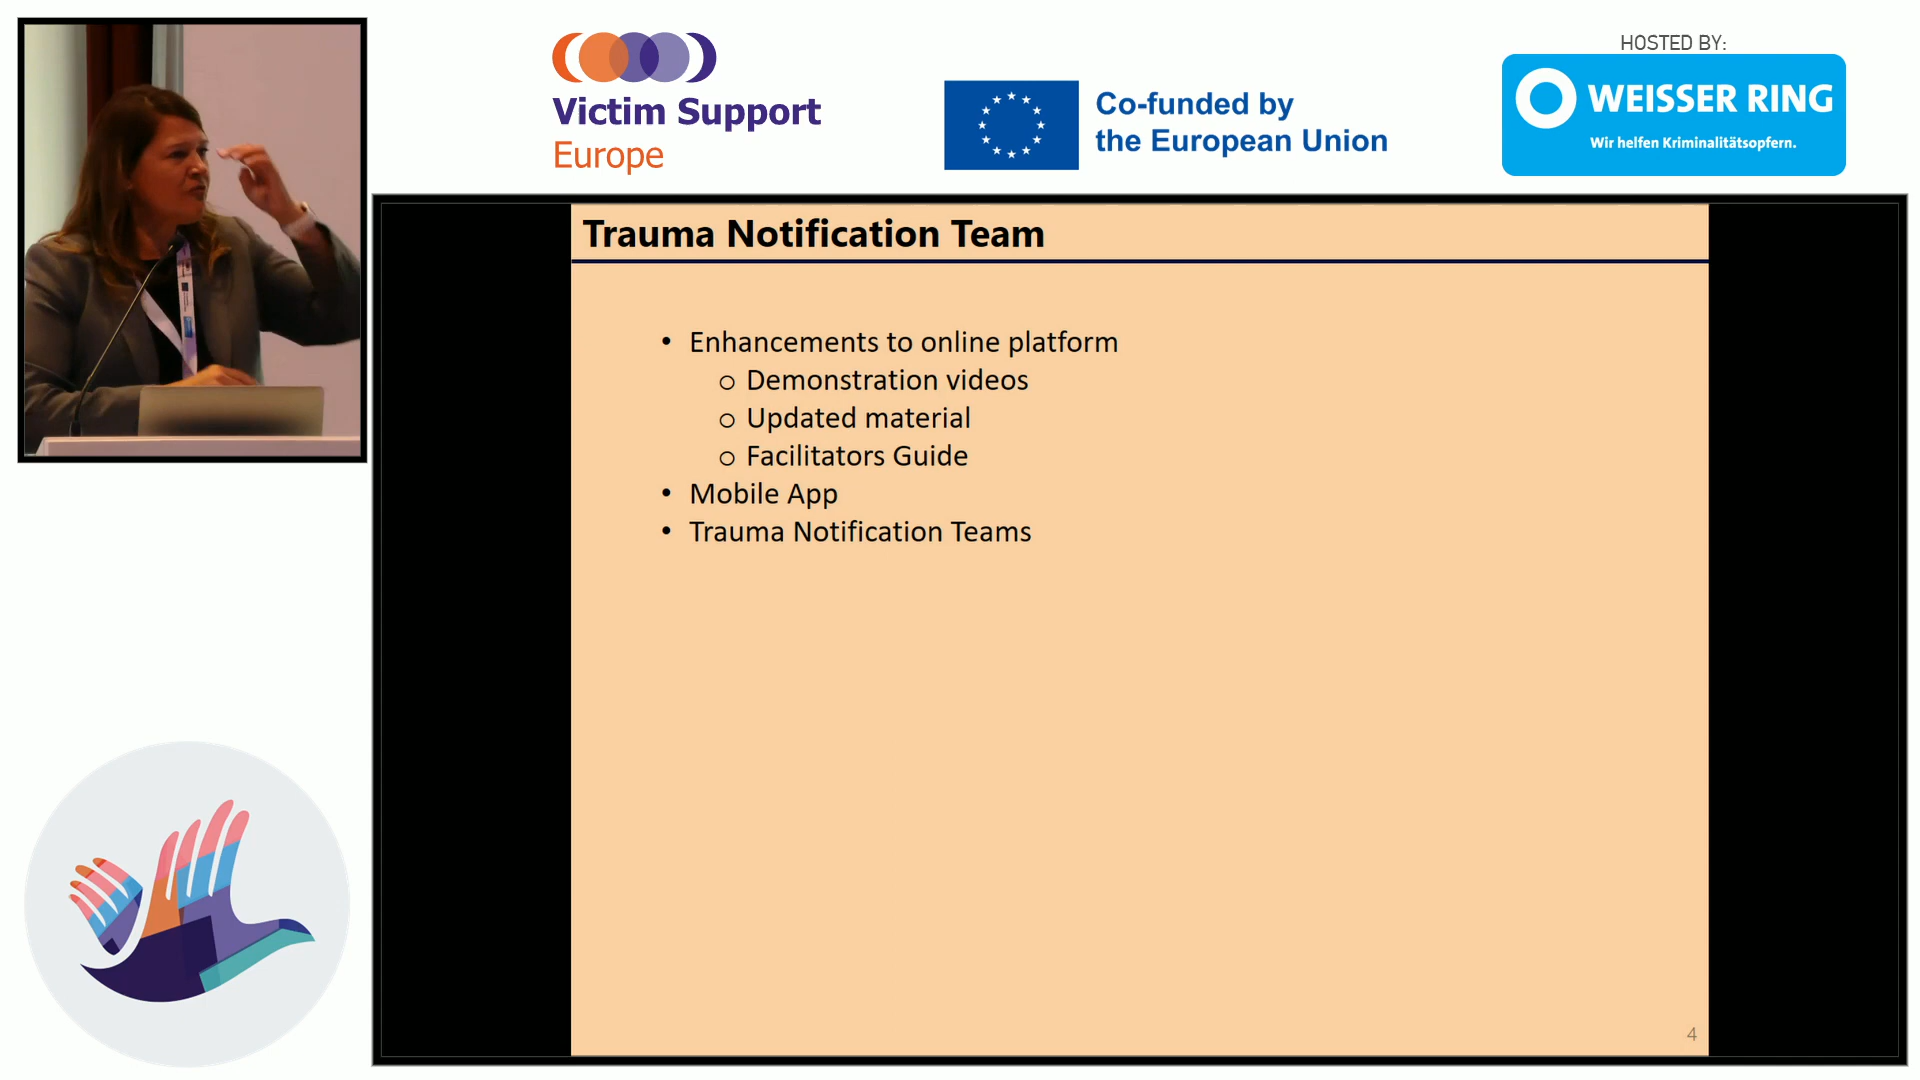 Victim Support
Europe
Co-funded by
the European Union
HOSTED BY:
WEISSER RING
Wir helfen Kriminalitätsopfern.
Trauma Notification Team
• Enhancements to online platform
o Demonstration videos
o Updated material
o Facilitators Guide
• Mobile App
• Trauma Notification Teams
4